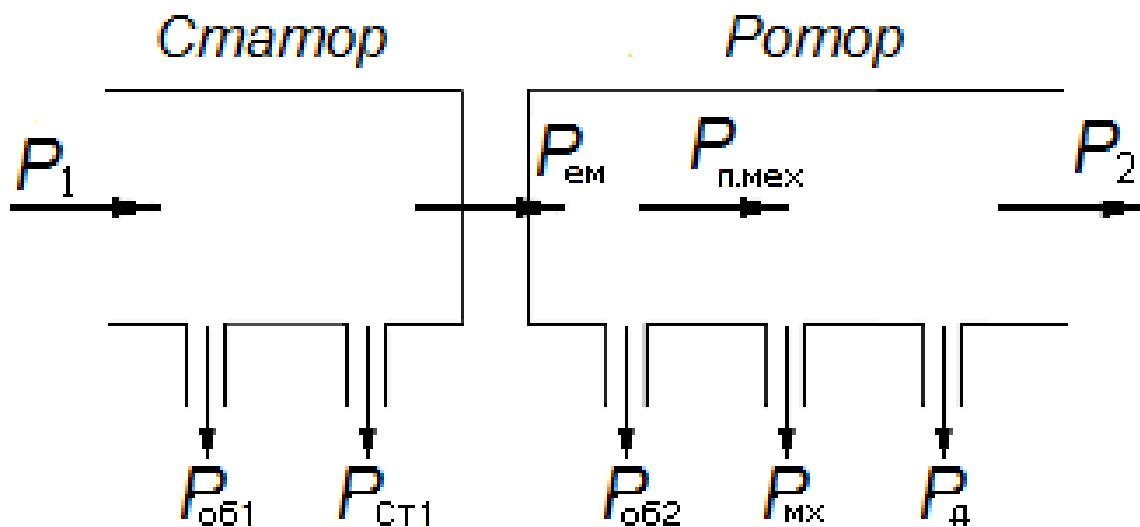 Статор Ротор
P1 Pем Pп.мех P2
Pоб1 PСТ1 Pоб2 Pмх Pд